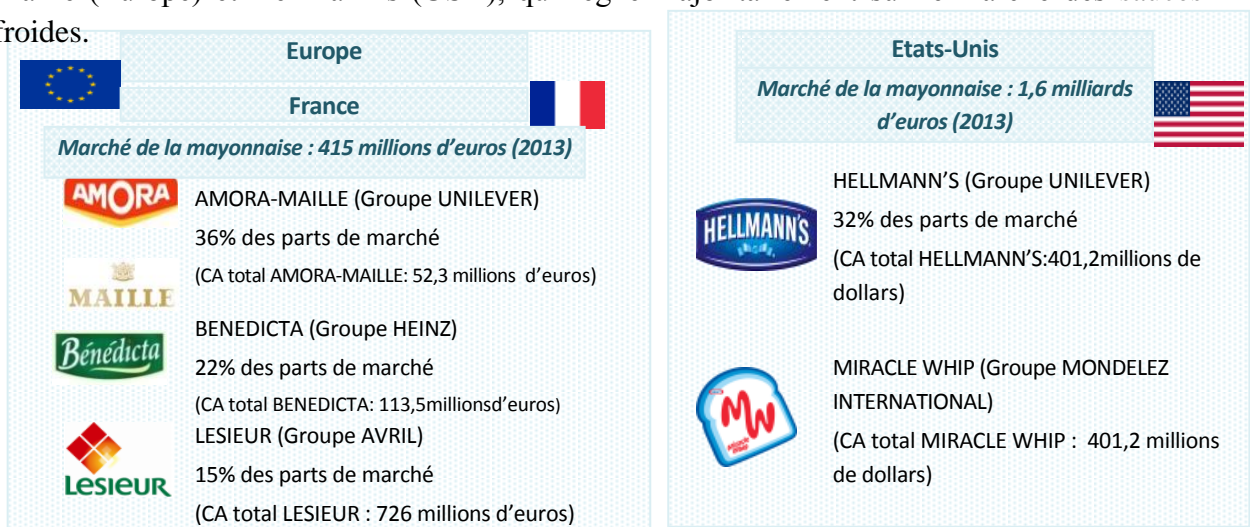 (Europe) et (USA), qui
froides.
Europe
France
Marché de la mayonnaise : 415 millions d'euros (2013)
AMORA
AMORA-MAILLE (Groupe UNILEVER)
36% des parts de marché
(CA total AMORA-MAILLE: 52,3 millions d'euros)
MAILLE
BENEDICTA (Groupe HEINZ)
Bénédicta
22% des parts de marché
(CA total BENEDICTA: 113,5millionsd'euros)
LESIEUR (Groupe AVRIL)
15% des parts de marché
Lesieur
(CA total LESIEUR : 726 millions d'euros)
Etats-Unis
Marché de la mayonnaise : 1,6 milliards
d'euros (2013)
HELLMANN'S (Groupe UNILEVER)
HELLMANN'S
32% des parts de marché
(CA total HELLMANN'S:401,2millions de
dollars)
MIRACLE WHIP (Groupe MONDELEZ
INTERNATIONAL)
MW
(CA total MIRACLE WHIP : 401,2 millions
de dollars)